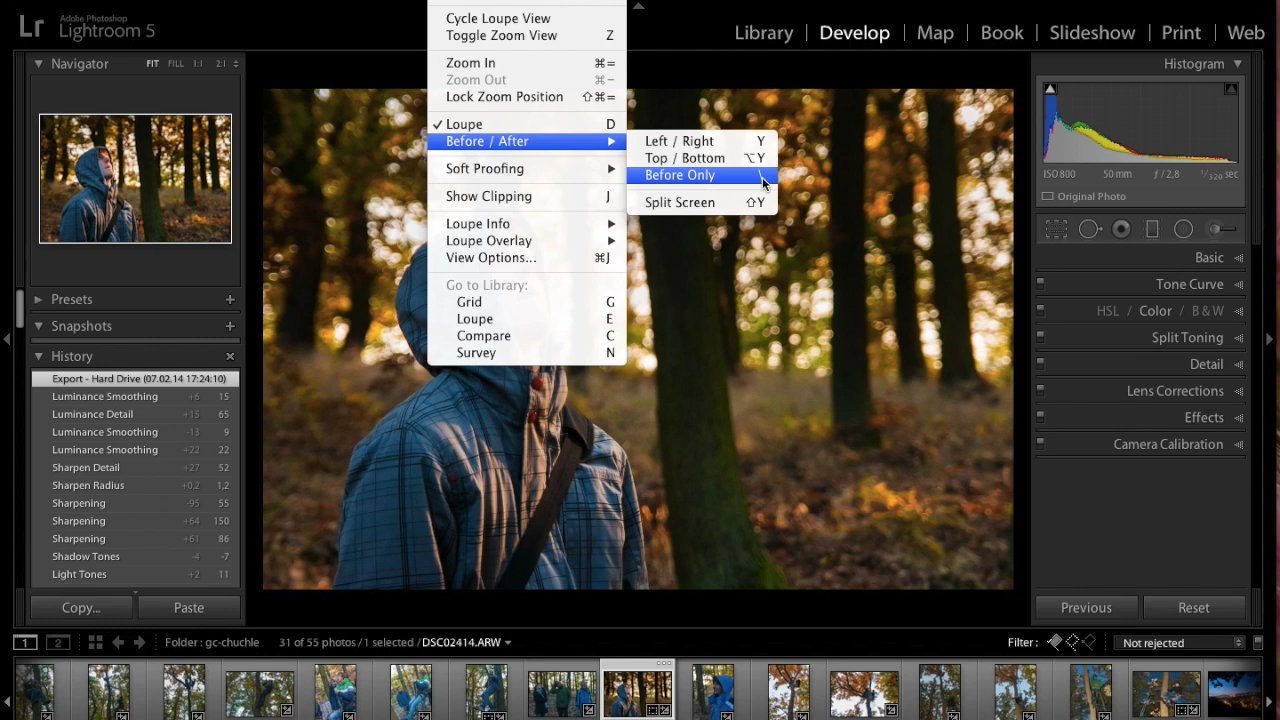 Lr
Adobe Photoshop
Lightroom 5
Library | Develop | Map | Book | Slideshow | Print | Web
Navigator FIT FILL 1:1 2:1
Presets
Snapshots
History
Export - Hard Drive (07.02.14 17:24:10)
Luminance Smoothing +6 15
Luminance Detail +15 65
Luminance Smoothing -13 9
Luminance Smoothing +22 22
Sharpen Detail +27 52
Sharpen Radius +0,2 1,2
Sharpening -95 55
Sharpening +64 150
Sharpening +61 86
Shadow Tones -4 -7
Light Tones +2 11
Copy... Paste
Cycle Loupe View
Toggle Zoom View Z
Zoom In ⌘=
Zoom Out ⌘−
Lock Zoom Position ⇧⌘=
✓ Loupe D
Before / After ▶
Soft Proofing ▶
Show Clipping J
Loupe Info ▶
Loupe Overlay ▶
View Options... ⌘J
Go to Library:
Grid G
Loupe E
Compare C
Survey N
Left / Right Y
Top / Bottom ⌥Y
Before Only \
Split Screen ⇧Y
Histogram
ISO 800 50 mm ƒ / 2,8 1/320 sec
Original Photo
Basic
Tone Curve
HSL / Color / B & W
Split Toning
Detail
Lens Corrections
Effects
Camera Calibration
Previous Reset
1 2 Folder : gc-chuchle 31 of 55 photos / 1 selected / DSC02414.ARW Filter : Not rejected